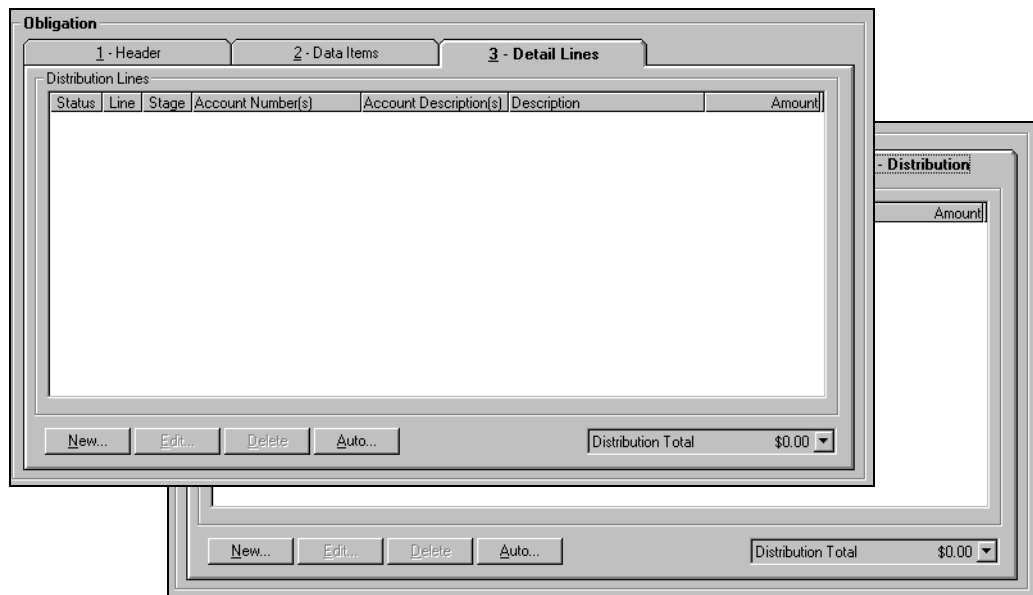 Obligation
1 - Header 2 - Data Items 3 - Detail Lines
Distribution Lines
Status Line Stage Account Number(s) Account Description(s) Description Amount
New... Edit... Delete Auto... Distribution Total $0.00
- Distribution
Amount
New... Edit... Delete Auto... Distribution Total $0.00